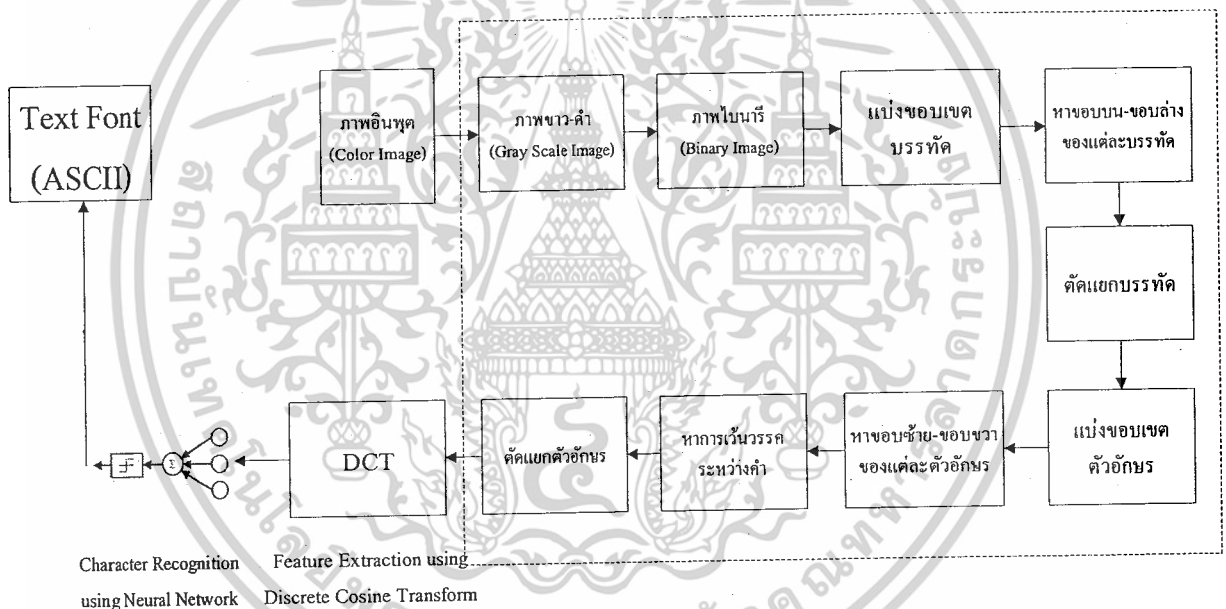 Text Font
(ASCII)
ภาพอินพุต
(Color Image)
ภาพขาว-ดำ
(Gray Scale Image)
ภาพไบนารี
(Binary Image)
แบ่งขอบเขต
บรรทัด
หาขอบบน-ขอบล่าง
ของแต่ละบรรทัด
ตัดแยกบรรทัด
แบ่งขอบเขต
ตัวอักษร
หาขอบซ้าย-ขอบขวา
ของแต่ละตัวอักษร
หาการเว้นวรรค
ระหว่างคำ
ตัดแยกตัวอักษร
DCT
Σ
Character Recognition
using Neural Network
Feature Extraction using
Discrete Cosine Transform